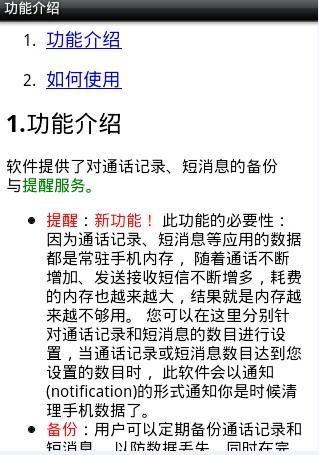 功能介绍
1. 功能介绍
2. 如何使用
1.功能介绍
软件提供了对通话记录、短消息的备份
与提醒服务。
提醒：新功能！ 此功能的必要性：
因为通话记录、短消息等应用的数据
都是常驻手机内存，随着通话不断
增加、发送接收短信不断增多，耗费
的内存也越来越大，结果就是内存越
来越不够用。 您可以在这里分别针
对通话记录和短消息的数目进行设
置，当通话记录或短消息数目达到您
设置的数目时， 此软件会以通知
(notification)的形式通知你是时候清
理手机数据了。
备份：用户可以定期备份通话记录和
短消息， 以防数据丢失。同时在完